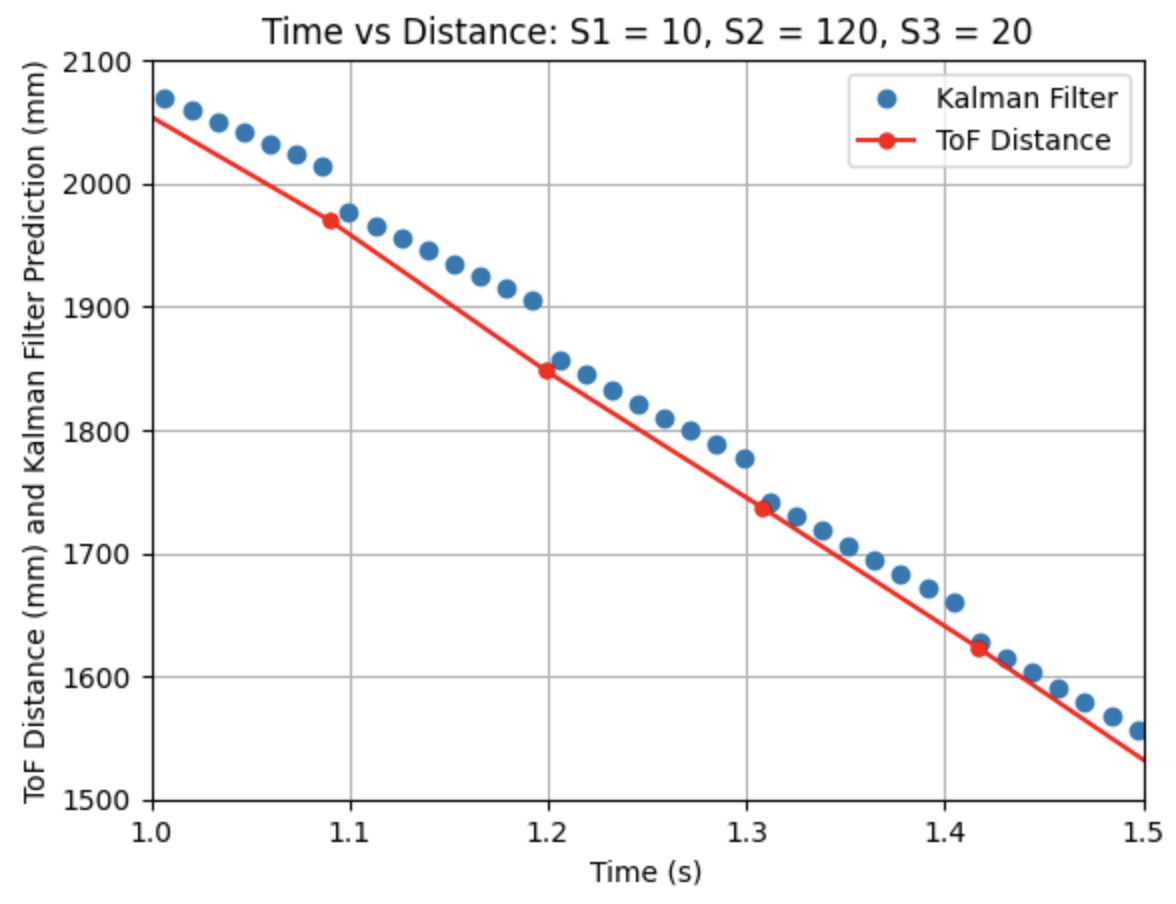 Time vs Distance: S1 = 10, S2 = 120, S3 = 20
ToF Distance (mm) and Kalman Filter Prediction (mm)
2100
2000
1900
1800
1700
1600
1500
Kalman Filter
ToF Distance
1.0
1.1
1.2
1.3
1.4
1.5
Time (s)